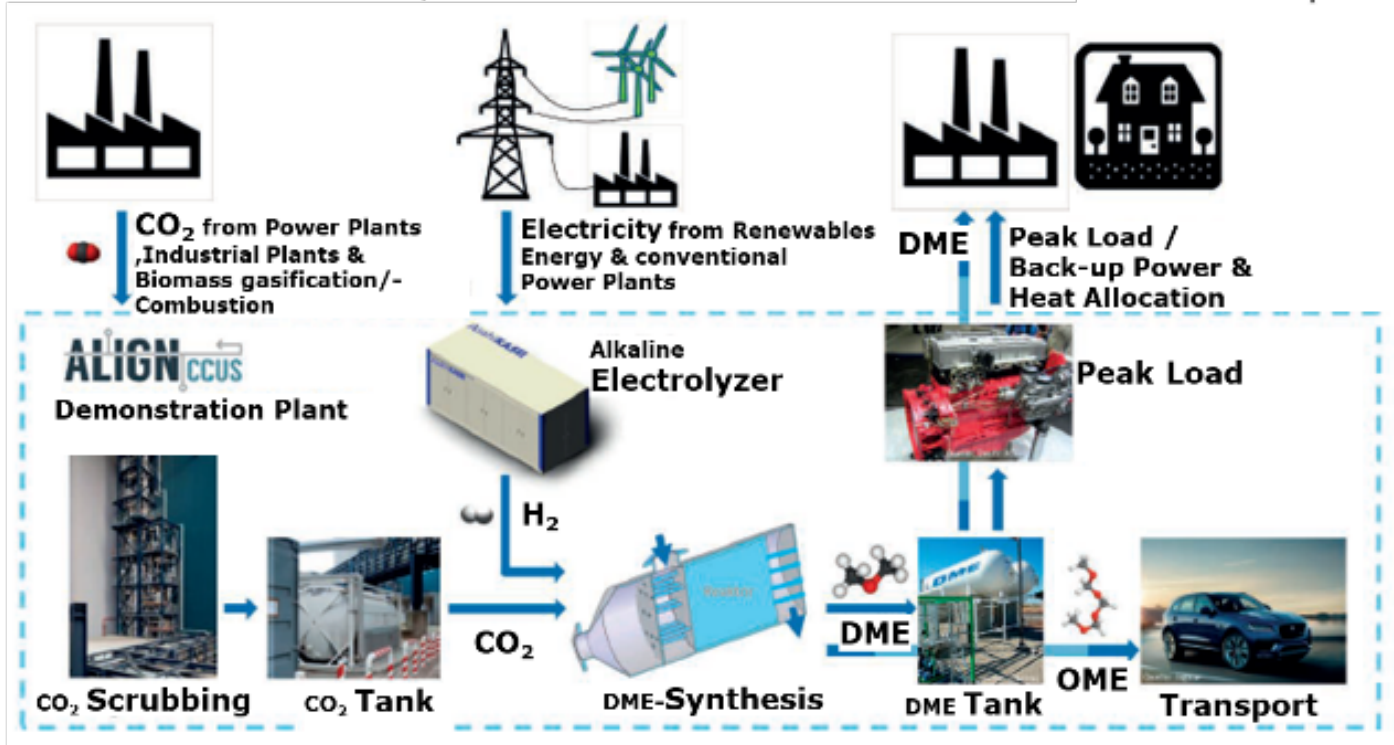 CO₂ from Power Plants
,Industrial Plants &
Biomass gasification/-
Combustion
Electricity from Renewables
Energy & conventional
Power Plants
DME
Peak Load /
Back-up Power &
Heat Allocation
ALIGN CCUS
Demonstration Plant
Alkaline
Electrolyzer
Peak Load
H₂
CO₂
DME
DME
OME
CO₂ Scrubbing
CO₂ Tank
DME-Synthesis
DME Tank
Transport